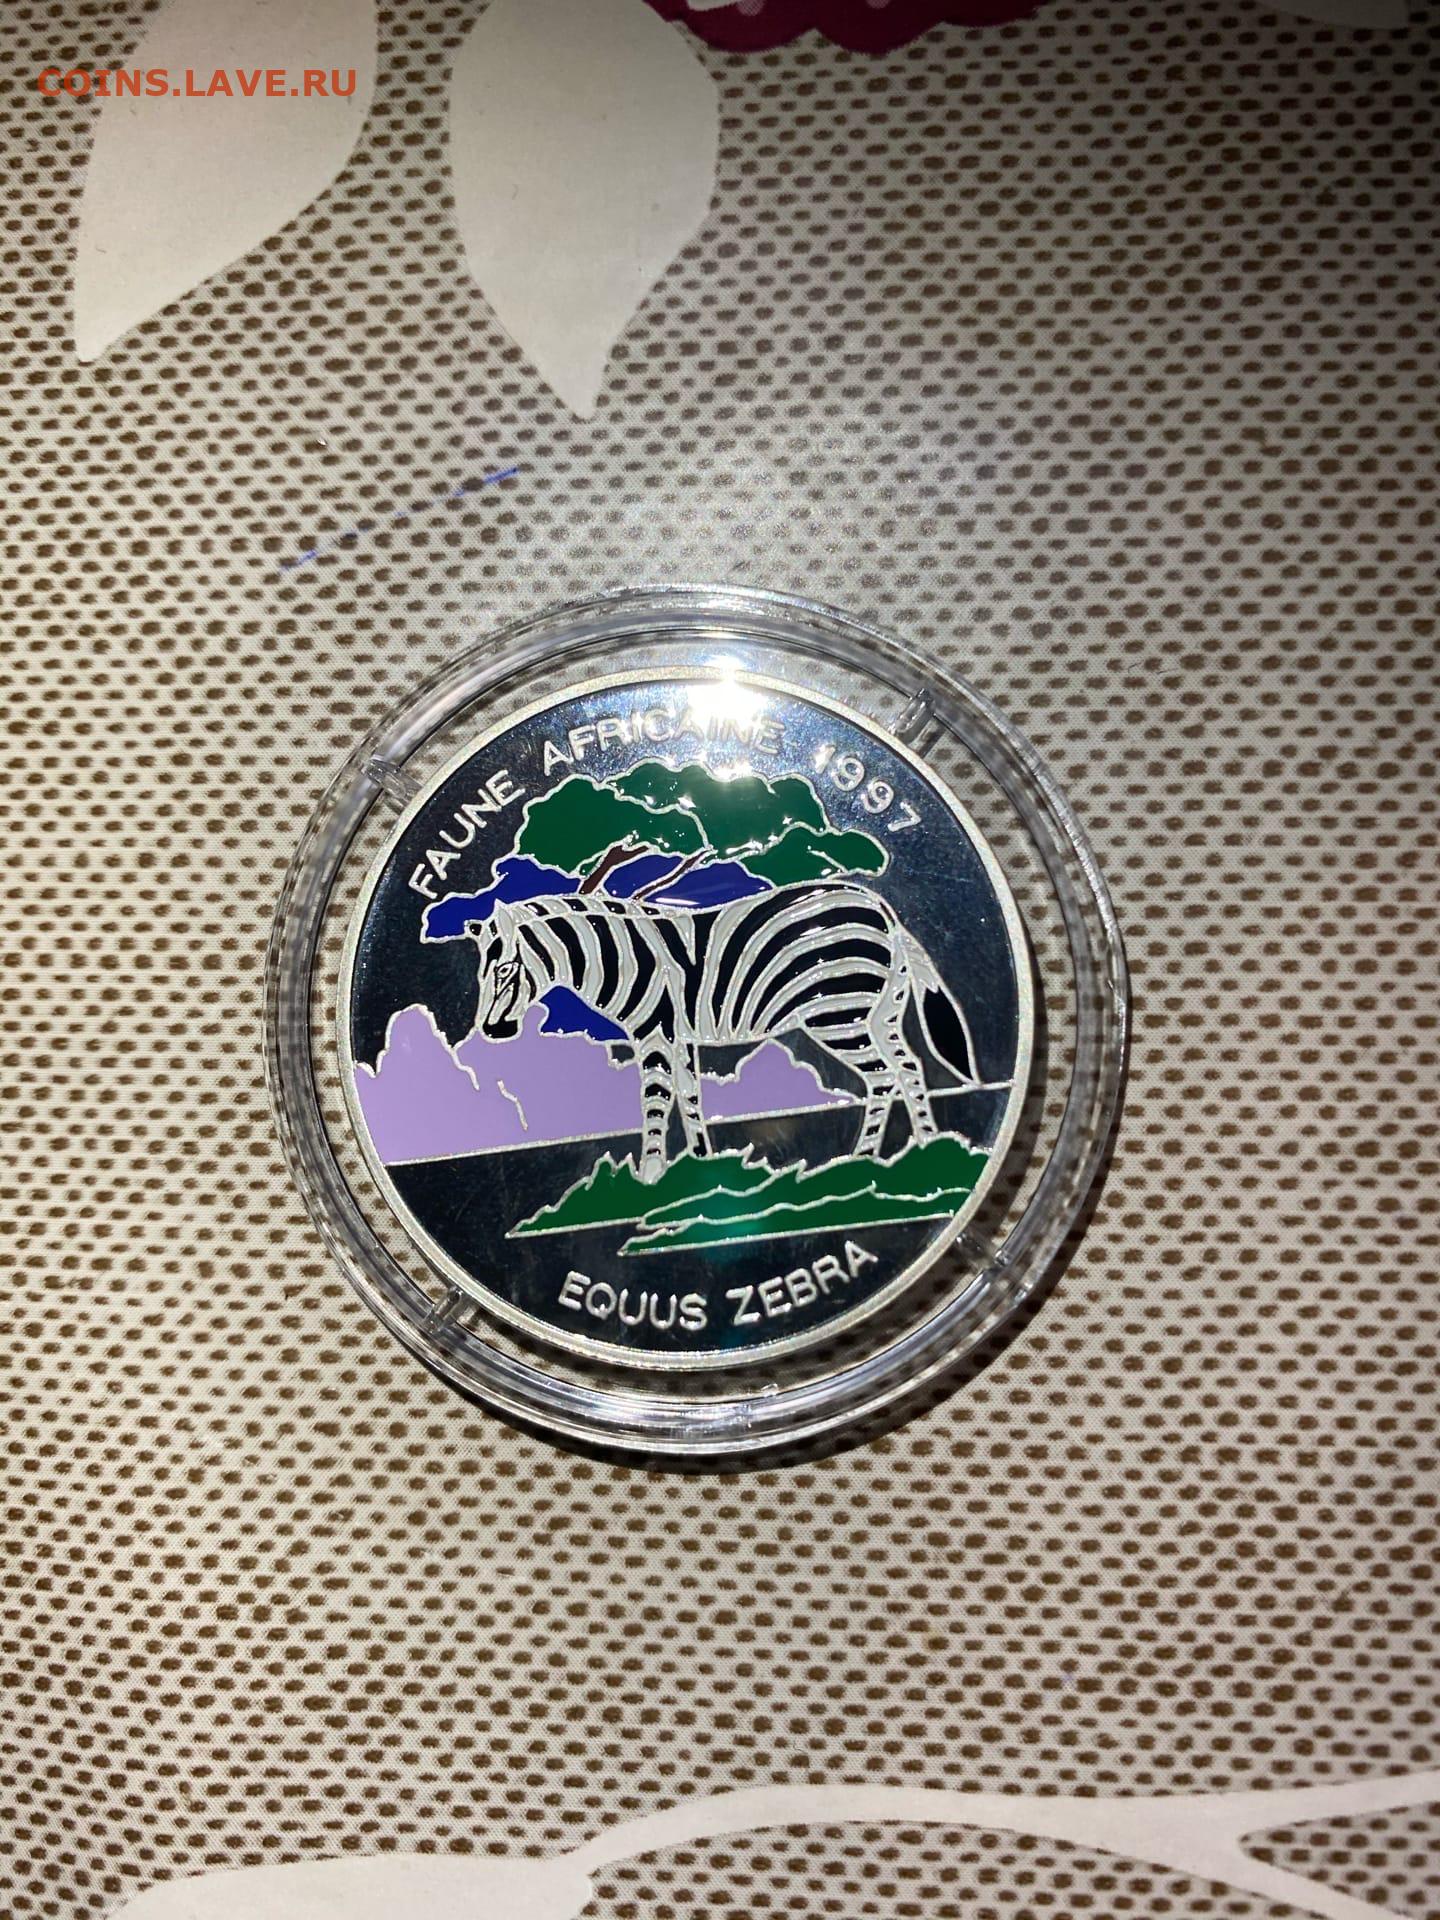 COINS.LAVE.RU
FAUNE AFRICAINE 1997
EQUUS ZEBRA